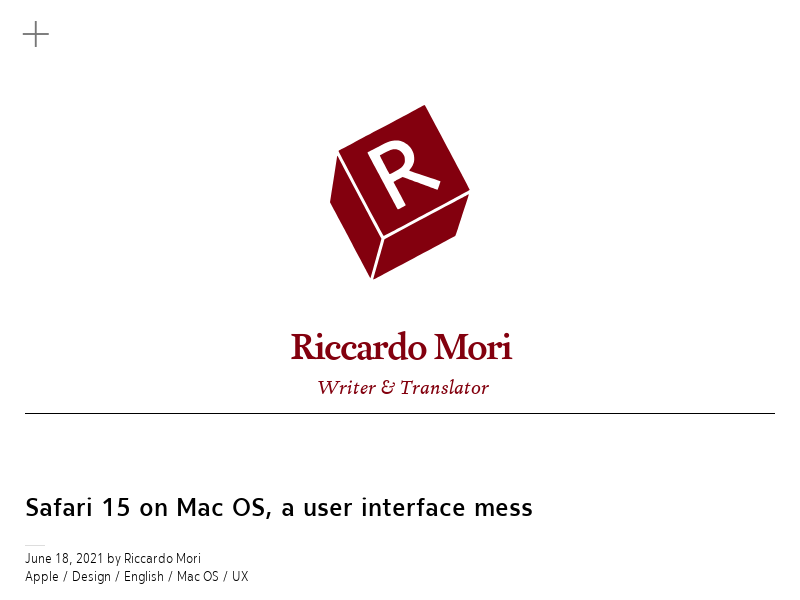 R
Riccardo Mori
Writer & Translator
Safari 15 on Mac OS, a user interface mess
June 18, 2021 by Riccardo Mori
Apple / Design / English / Mac OS / UX